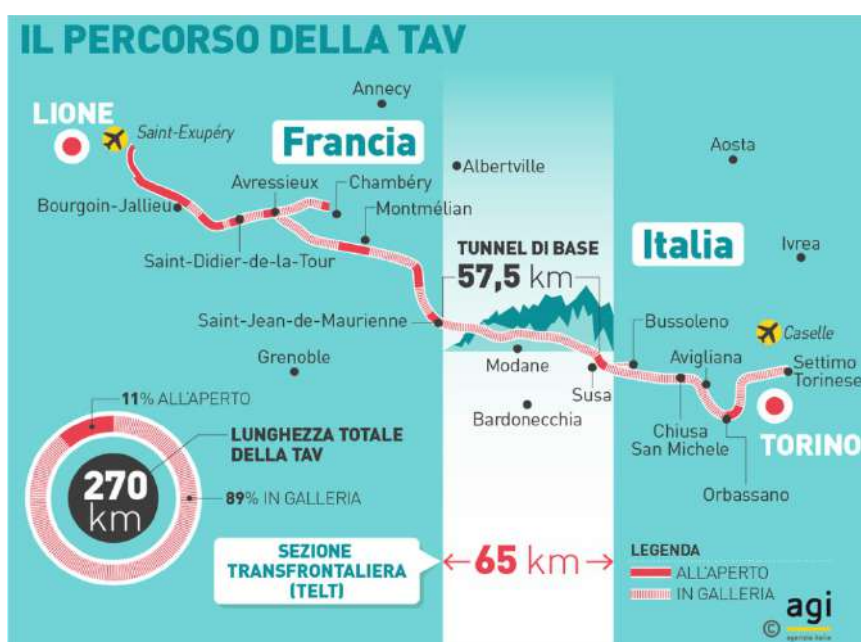 IL PERCORSO DELLA TAV
Annecy
LIONE
Saint-Exupéry
Francia
Aosta
Albertville
Avressieux
Chambéry
Bourgoin-Jallieu
Montmélian
Italia
Ivrea
Saint-Didier-de-la-Tour
TUNNEL DI BASE
57,5 km
Saint-Jean-de-Maurienne
Bussoleno
Caselle
Grenoble
Modane
Avigliana
Settimo
Torinese
Susa
Bardonecchia
Chiusa
San Michele
TORINO
Orbassano
11% ALL'APERTO
LUNGHEZZA TOTALE
DELLA TAV
270
km
89% IN GALLERIA
SEZIONE
TRANSFRONTALIERA
(TELT)
65 km
LEGENDA
ALL'APERTO
IN GALLERIA
© agi
agenzia italia